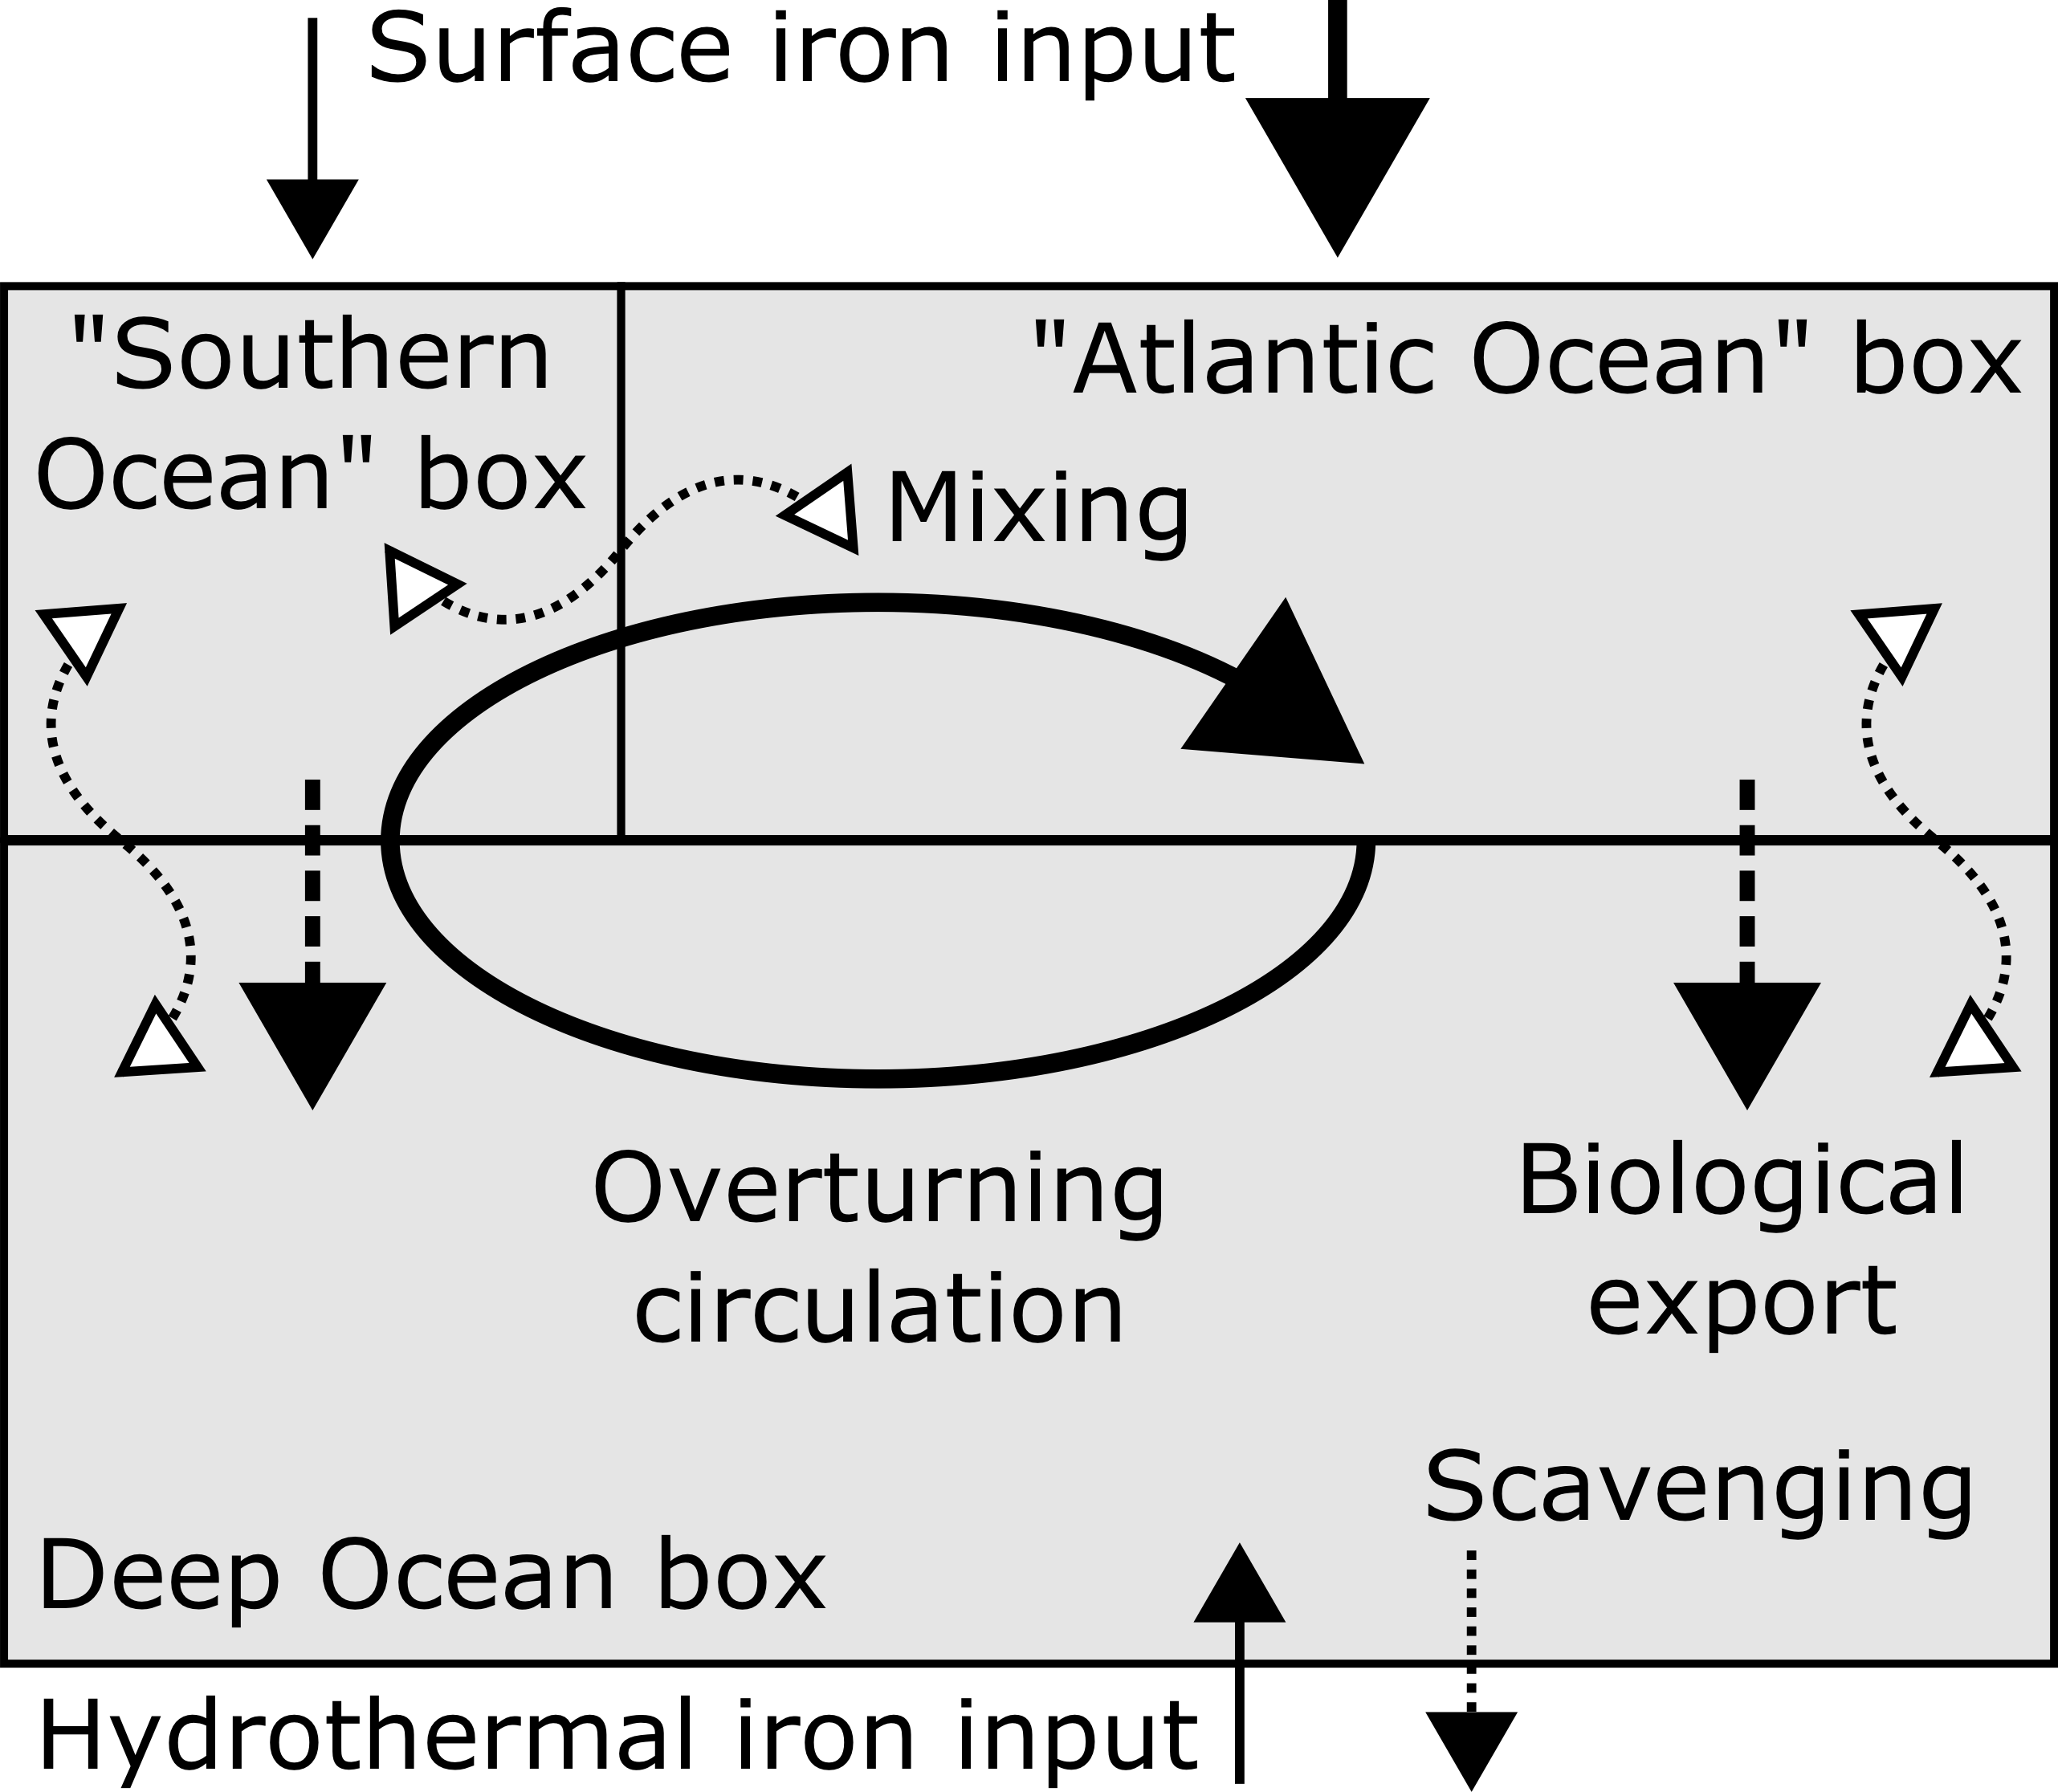 Surface iron input
"Southern
Ocean" box
"Atlantic Ocean" box
Mixing
Overturning
circulation
Biological
export
Scavenging
Deep Ocean box
Hydrothermal iron input